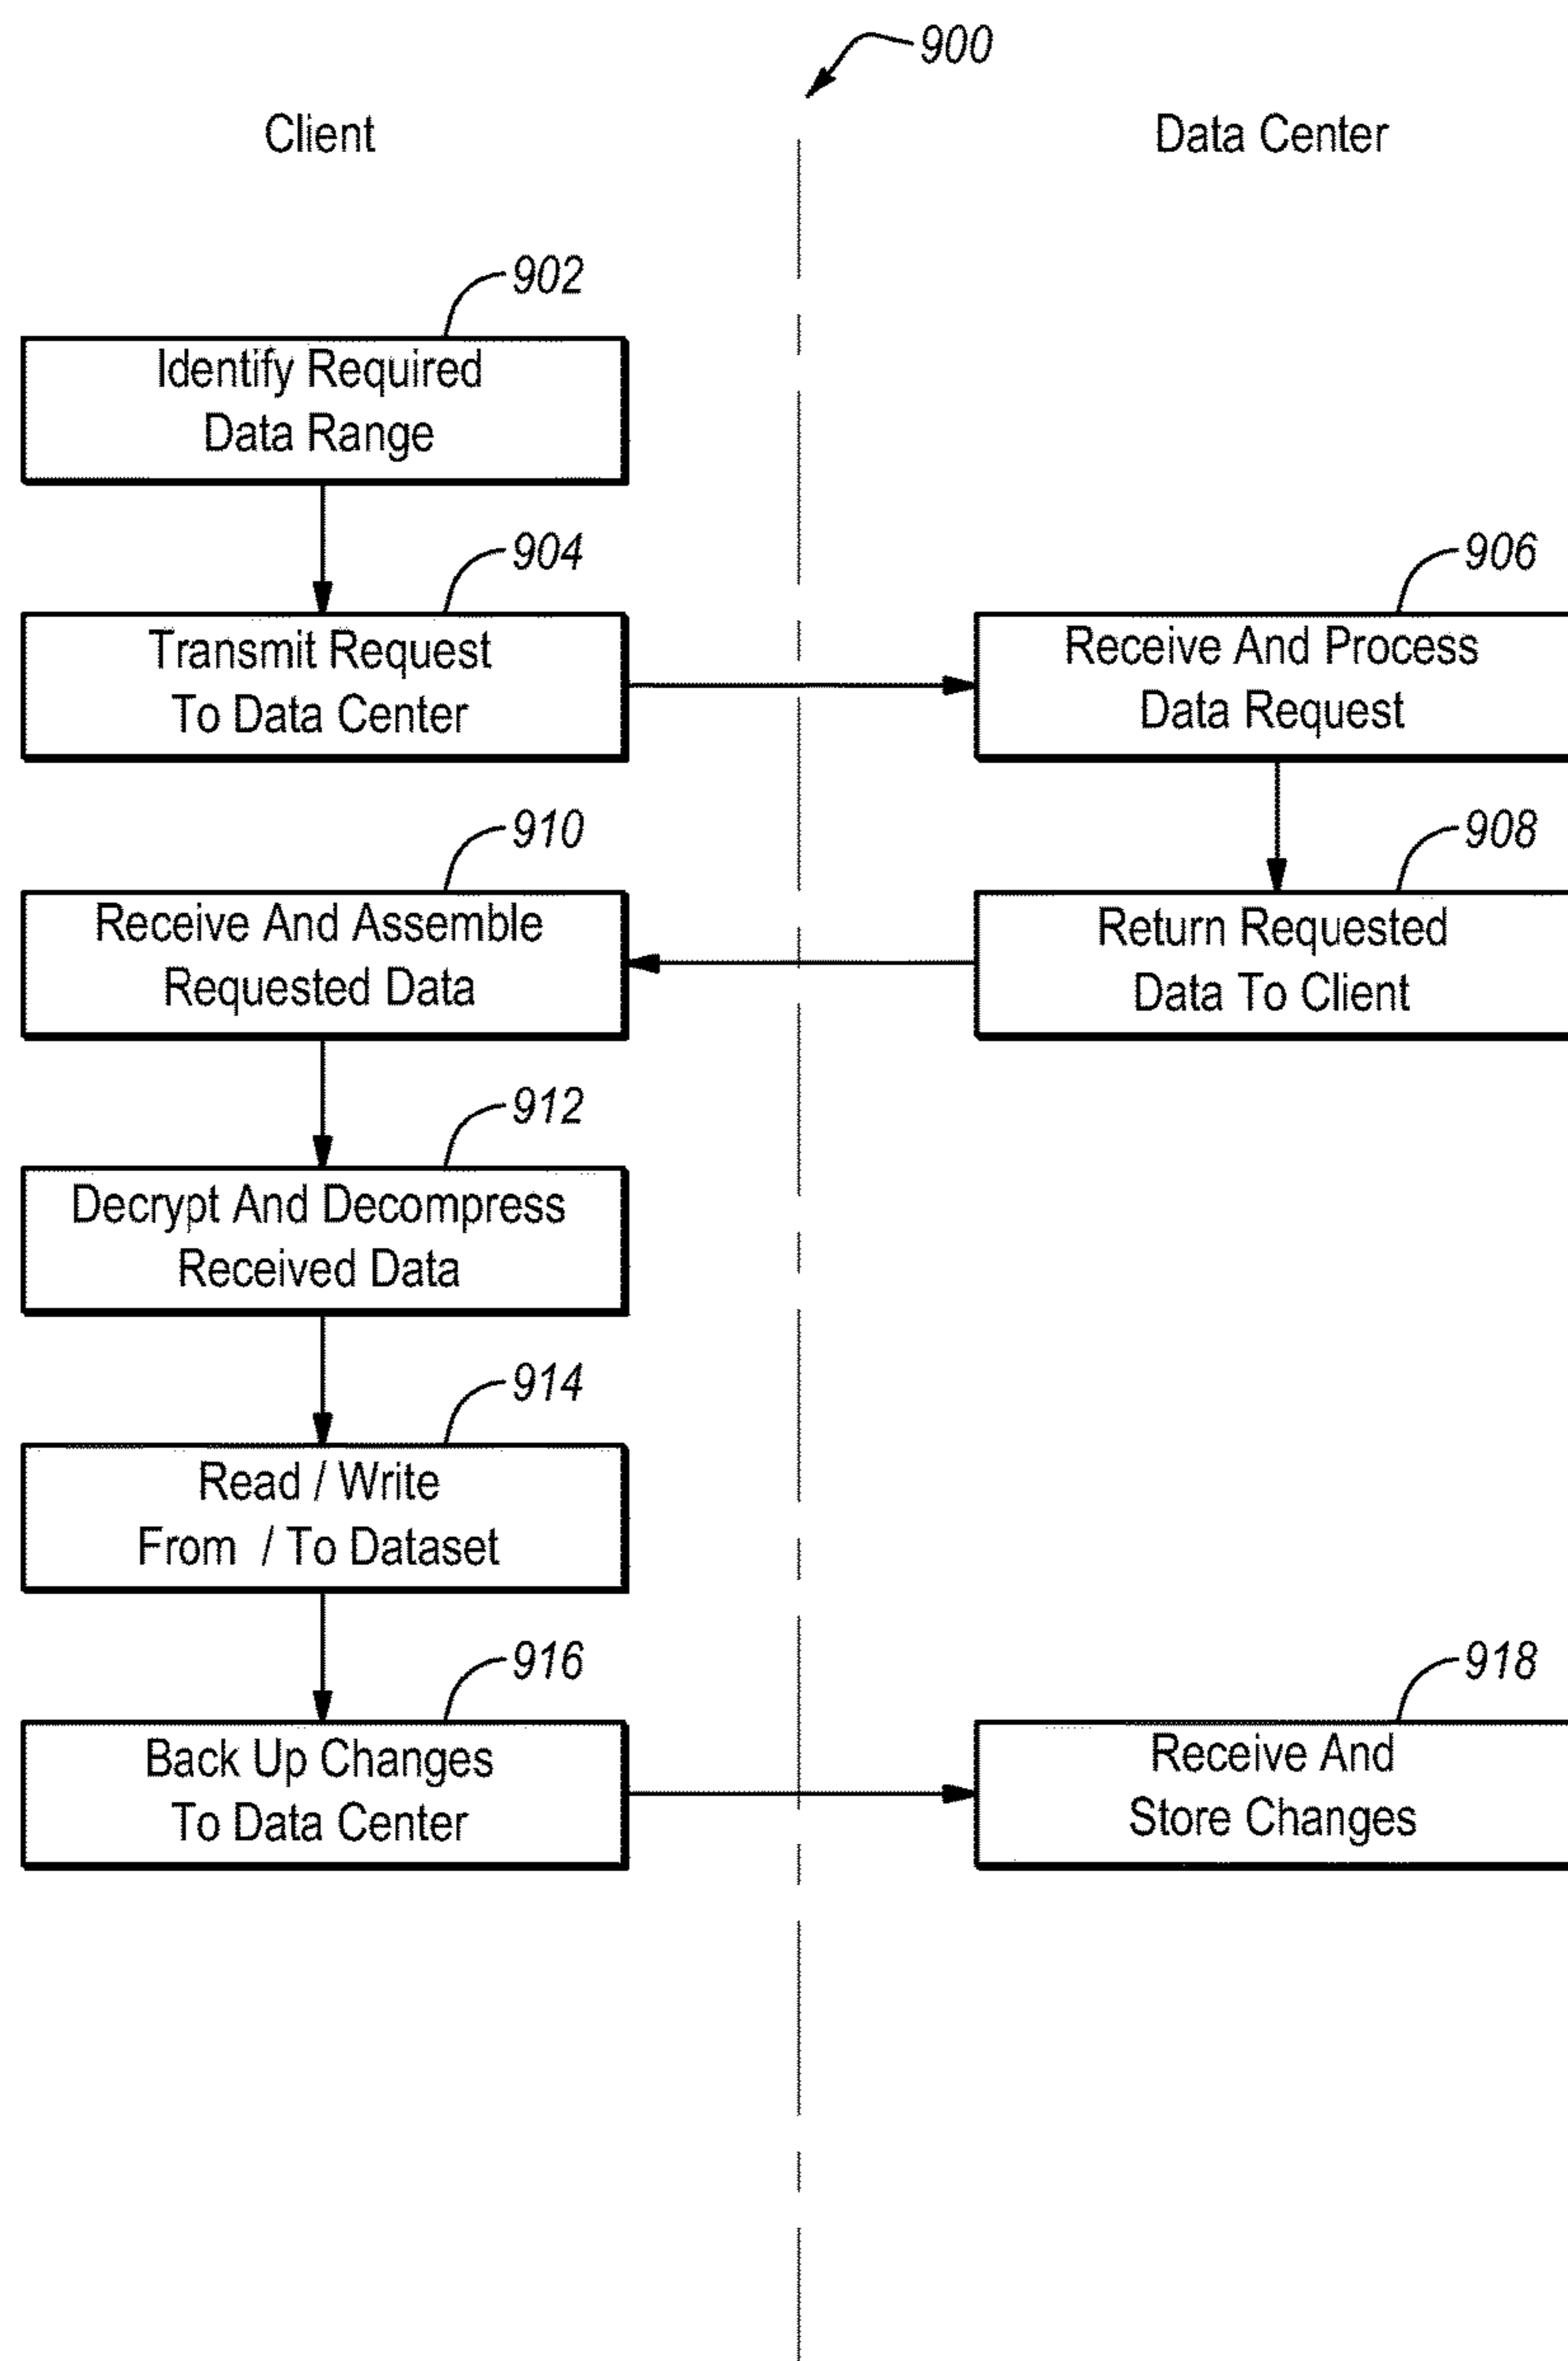 900
Client
Data Center
902
Identify Required
Data Range
904
Transmit Request
To Data Center
906
Receive And Process
Data Request
908
Return Requested
Data To Client
910
Receive And Assemble
Requested Data
912
Decrypt And Decompress
Received Data
914
Read / Write
From / To Dataset
916
Back Up Changes
To Data Center
918
Receive And
Store Changes